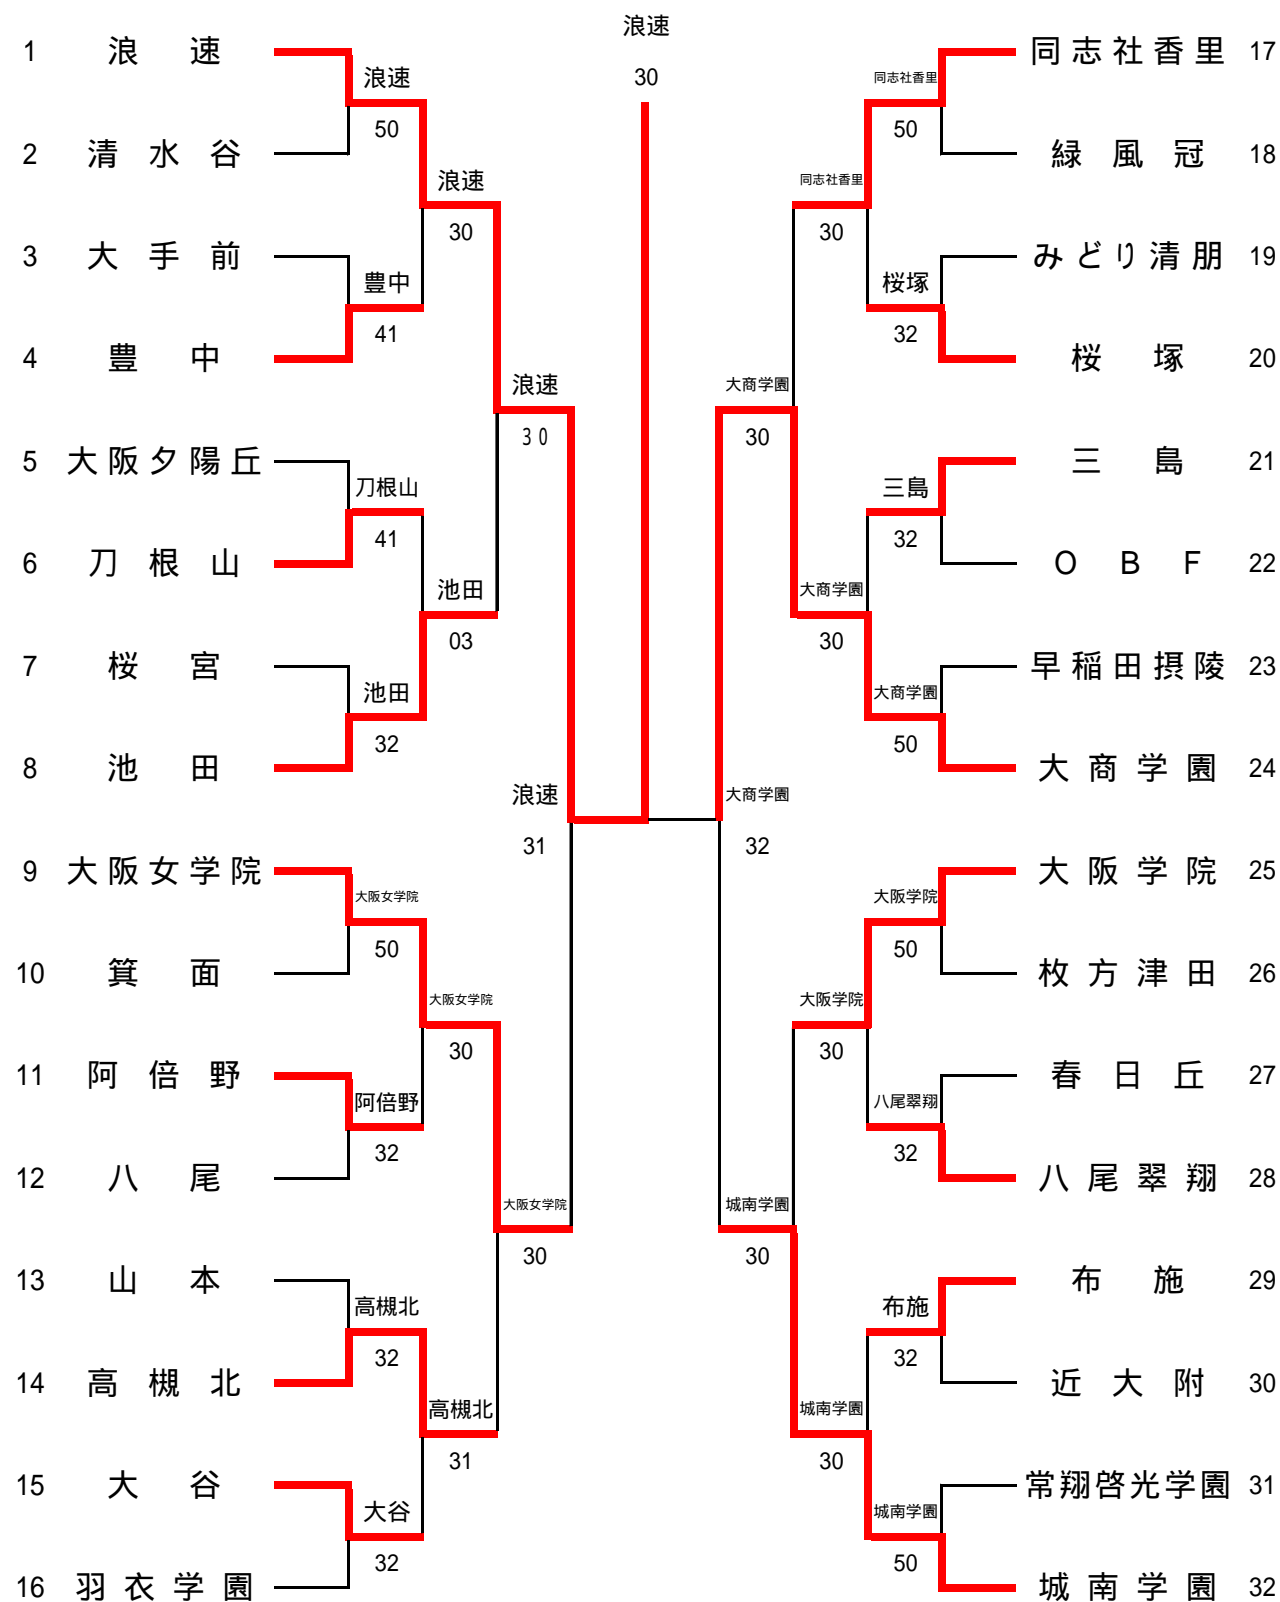 浪速
30
1 浪速
2 清水谷
3 大手前
4 豊中
5 大阪夕陽丘
6 刀根山
7 桜宮
8 池田
9 大阪女学院
10 箕面
11 阿倍野
12 八尾
13 山本
14 高槻北
15 大谷
16 羽衣学園
浪速
50
豊中
41
刀根山
41
池田
32
大阪女学院
50
阿倍野
32
高槻北
32
大谷
32
浪速
30
池田
03
大阪女学院
30
高槻北
31
浪速
３０
大阪女学院
30
浪速
31
大商学園
32
大商学園
30
城南学園
30
同志社香里
30
大商学園
30
大阪学院
30
城南学園
30
同志社香里
50
桜塚
32
三島
32
大商学園
50
大阪学院
50
八尾翠翔
32
布施
32
城南学園
50
同志社香里 17
緑風冠 18
みどり清朋 19
桜塚 20
三島 21
ＯＢＦ 22
早稲田摂陵 23
大商学園 24
大阪学院 25
枚方津田 26
春日丘 27
八尾翠翔 28
布施 29
近大附 30
常翔啓光学園 31
城南学園 32